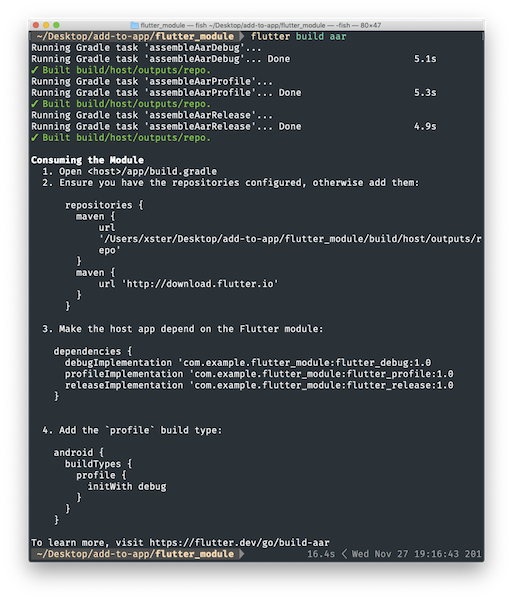 flutter_module — fish ~/Desktop/add-to-app/flutter_module — -fish — 80×47
~/Desktop/add-to-app/flutter_module flutter build aar
Running Gradle task 'assembleAarDebug'...
Running Gradle task 'assembleAarDebug'... Done 5.1s
✓ Built build/host/outputs/repo.
Running Gradle task 'assembleAarProfile'...
Running Gradle task 'assembleAarProfile'... Done 5.3s
✓ Built build/host/outputs/repo.
Running Gradle task 'assembleAarRelease'...
Running Gradle task 'assembleAarRelease'... Done 4.9s
✓ Built build/host/outputs/repo.
Consuming the Module
1. Open <host>/app/build.gradle
2. Ensure you have the repositories configured, otherwise add them:
repositories {
maven {
url
'/Users/xster/Desktop/add-to-app/flutter_module/build/host/outputs/r
epo'
}
maven {
url 'http://download.flutter.io'
}
}
3. Make the host app depend on the Flutter module:
dependencies {
debugImplementation 'com.example.flutter_module:flutter_debug:1.0
profileImplementation 'com.example.flutter_module:flutter_profile:1.0
releaseImplementation 'com.example.flutter_module:flutter_release:1.0
}
4. Add the `profile` build type:
android {
buildTypes {
profile {
initWith debug
}
}
}
To learn more, visit https://flutter.dev/go/build-aar
~/Desktop/add-to-app/flutter_module 16.4s < Wed Nov 27 19:16:43 201